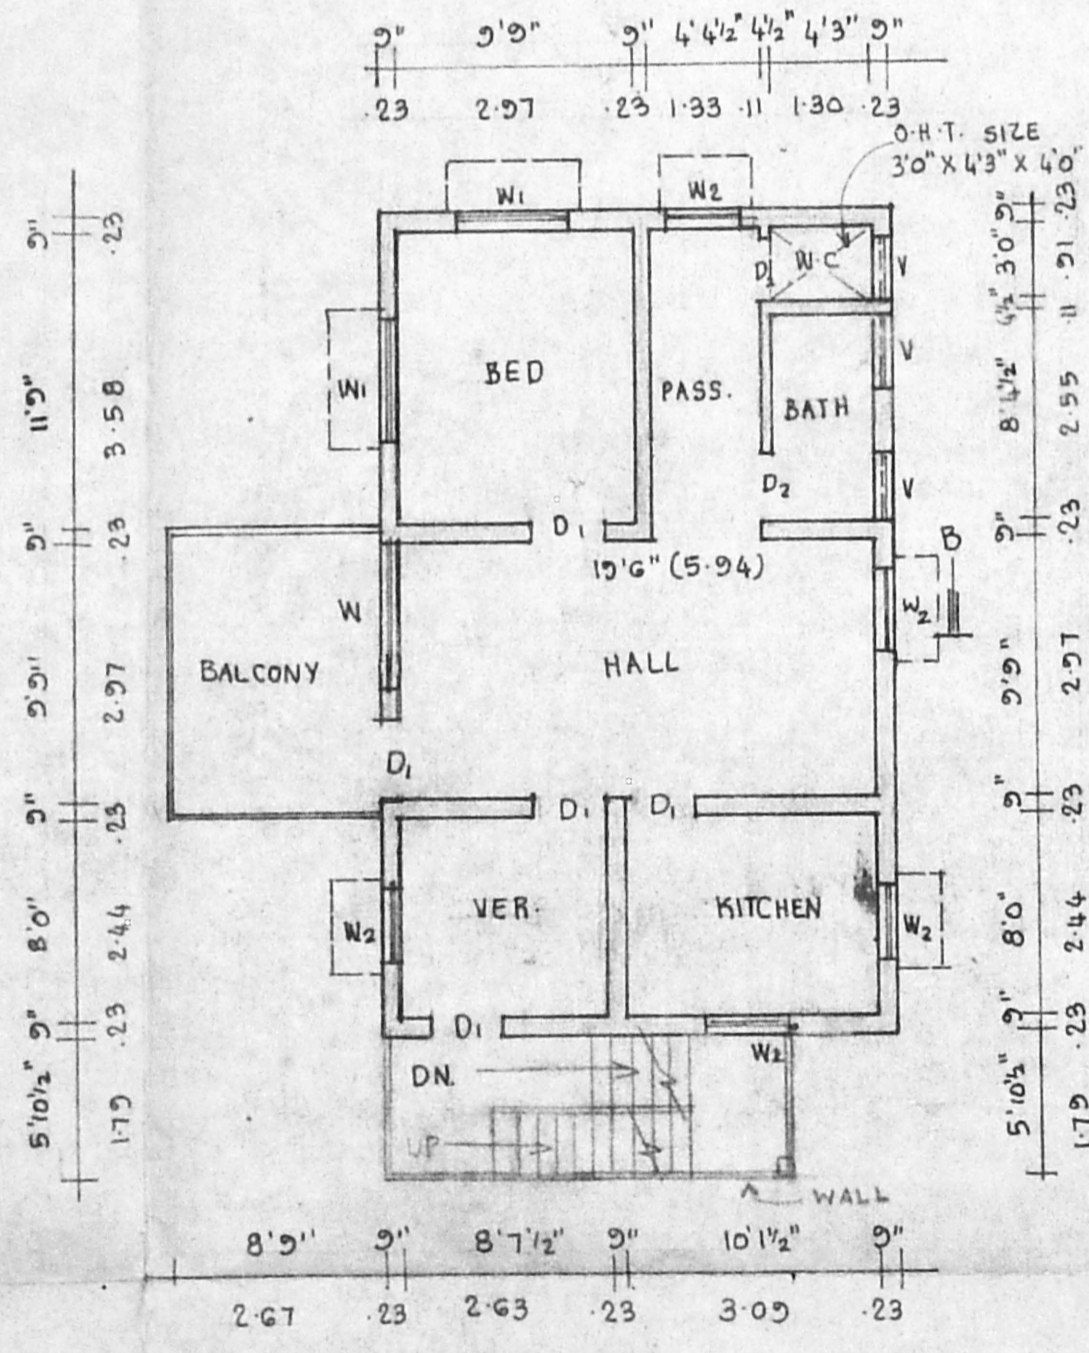 9" 9'9" 9" 4'4½" 4½" 4'3" 9"
.23 2.97 .23 1.33 .11 1.30 .23
O.H.T. SIZE
3'0" X 4'3" X 4'0"
W1 W2
9" .23
D2 W.C V
9" .23
3'0" .91
4½" .11
V
W1 BED PASS. BATH
11'9" 3.58
8'4½" 2.55
D2 V
9" .23
D1
9" .23
19'6" (5.94)
B
W W2
BALCONY HALL
9'9" 2.97
9'9" 2.97
D1
9" .23
D1 D1
9" .23
W2 VER. KITCHEN W2
8'0" 2.44
8'0" 2.44
9" .23
D1
9" .23
W2
DN.
UP
5'10½" 1.79
5'10½" 1.79
WALL
8'9" 9" 8'7½" 9" 10'1½" 9"
2.67 .23 2.63 .23 3.09 .23